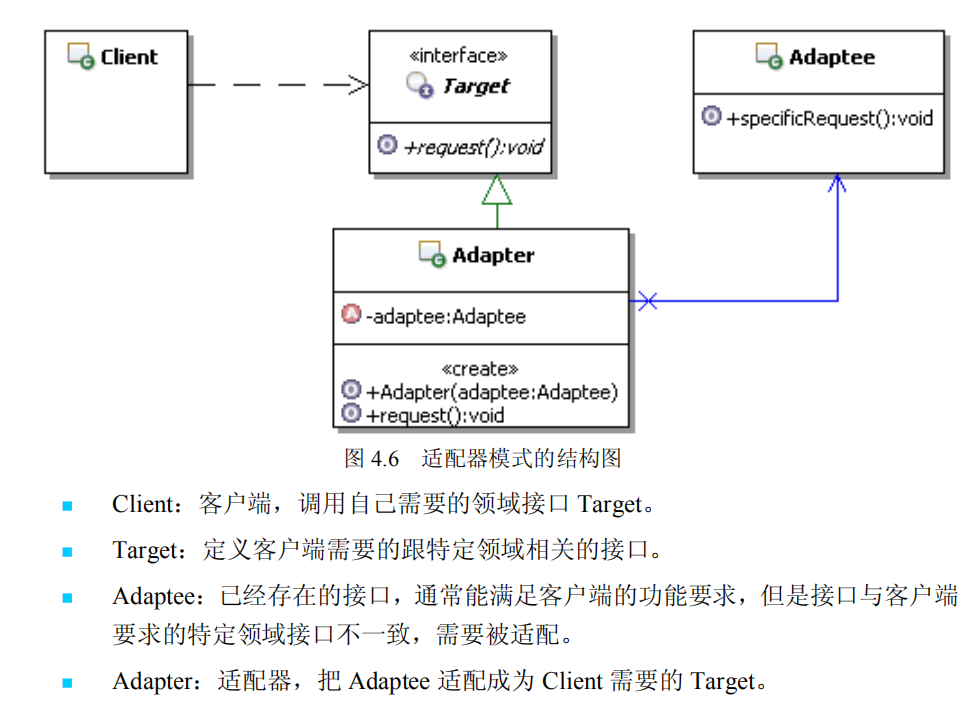 Client
«interface»
Target
+request():void
Adaptee
+specificRequest():void
Adapter
-adaptee:Adaptee
«create»
+Adapter(adaptee:Adaptee)
+request():void
图 4.6 适配器模式的结构图
Client：客户端，调用自己需要的领域接口 Target。
Target：定义客户端需要的跟特定领域相关的接口。
Adaptee：已经存在的接口，通常能满足客户端的功能要求，但是接口与客户端
要求的特定领域接口不一致，需要被适配。
Adapter：适配器，把 Adaptee 适配成为 Client 需要的 Target。